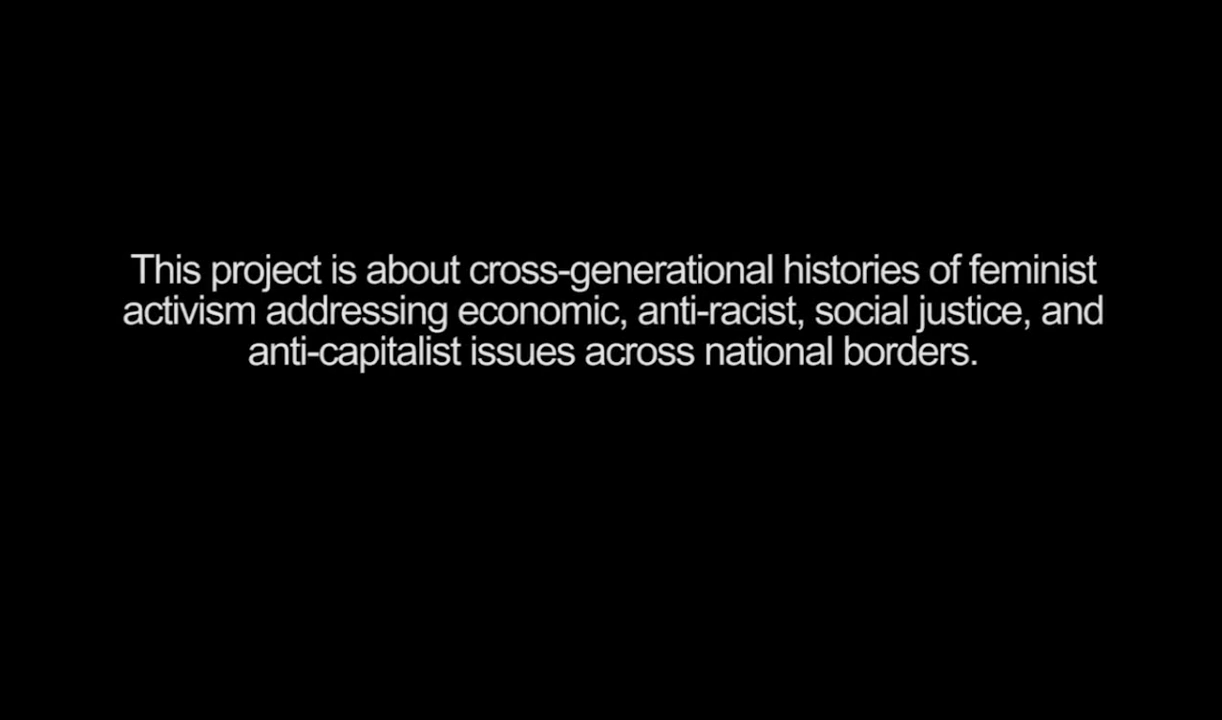 This project is about cross-generational histories of feminist
activism addressing economic, anti-racist, social justice, and
anti-capitalist issues across national borders.